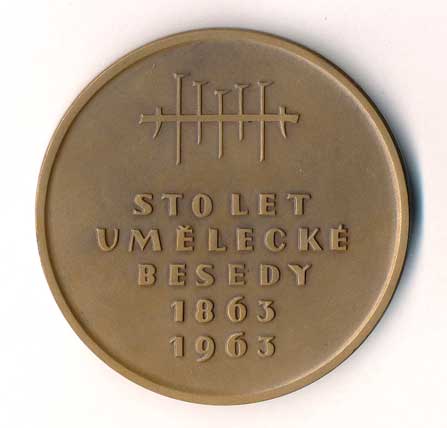 STO LET
UMĚLECKÉ
BESEDY
1863
1963